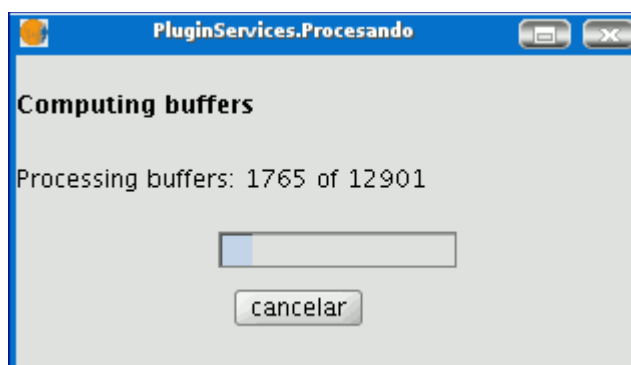 PluginServices.Procesando
Computing buffers
Processing buffers: 1765 of 12901
cancelar